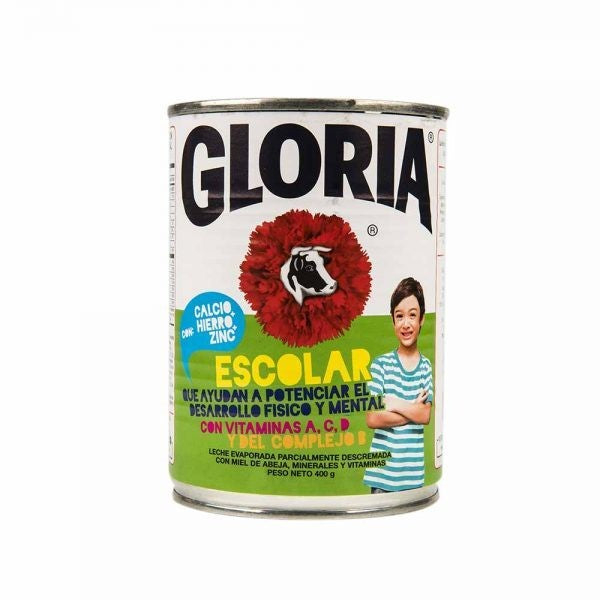 GLORIA®
®
CALCIO,
CON: HIERRO,
ZINC
ESCOLAR
QUE AYUDAN A POTENCIAR EL
DESARROLLO FISICO Y MENTAL
CON VITAMINAS A, C, D
Y DEL COMPLEJO B
LECHE EVAPORADA PARCIALMENTE DESCREMADA
CON MIEL DE ABEJA, MINERALES Y VITAMINAS
PESO NETO 400 g